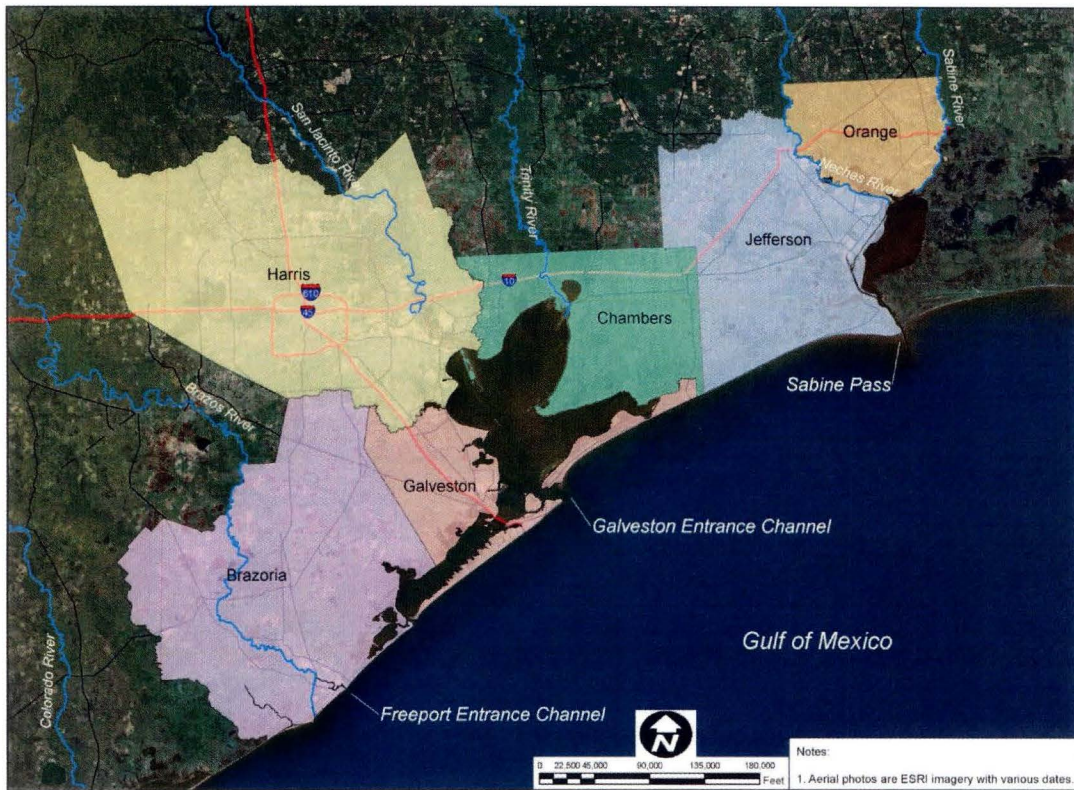 Sabine River
San Jacinto River
Orange
Trinity River
Neches River
Jefferson
Harris
10
610
45
Chambers
Sabine Pass
Brazos River
Galveston
Galveston Entrance Channel
Brazoria
Gulf of Mexico
Colorado River
Freeport Entrance Channel
N
Notes:
0 22,500 45,000 90,000 135,000 180,000
Feet
1. Aerial photos are ESRI imagery with various dates.